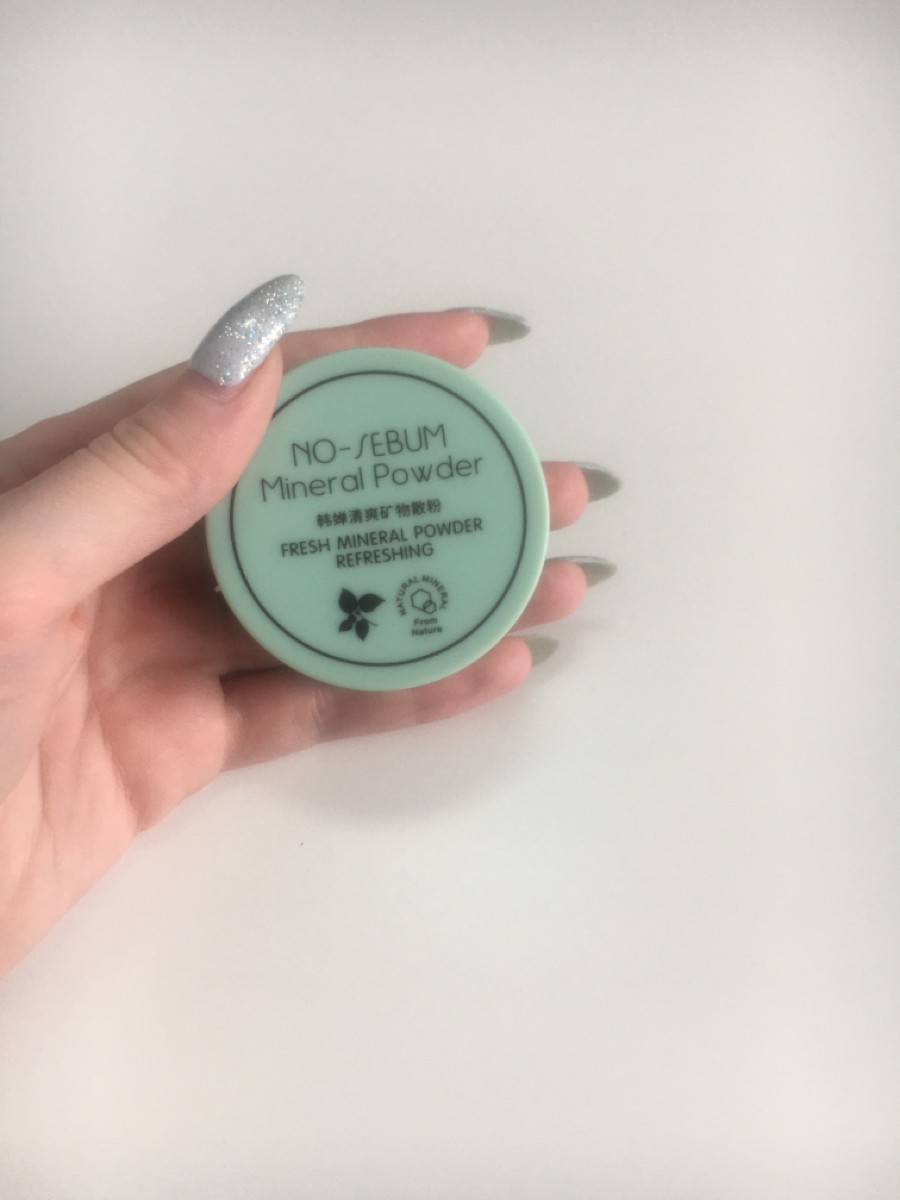 NO-SEBUM
Mineral Powder
韩婵清爽矿物散粉
FRESH MINERAL POWDER
REFRESHING
NATURAL MINERAL
From
Nature